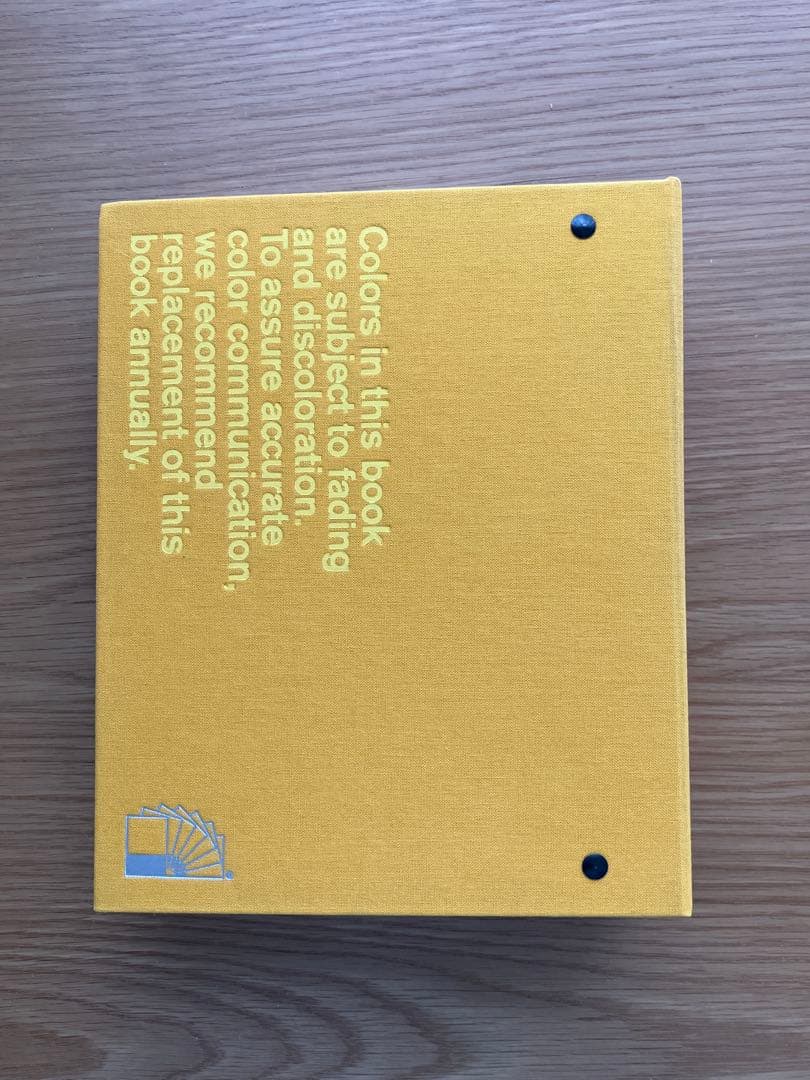 Colors in this book
are subject to fading
and discoloration.
To assure accurate
color communication,
we recommend
replacement of this
book annually.